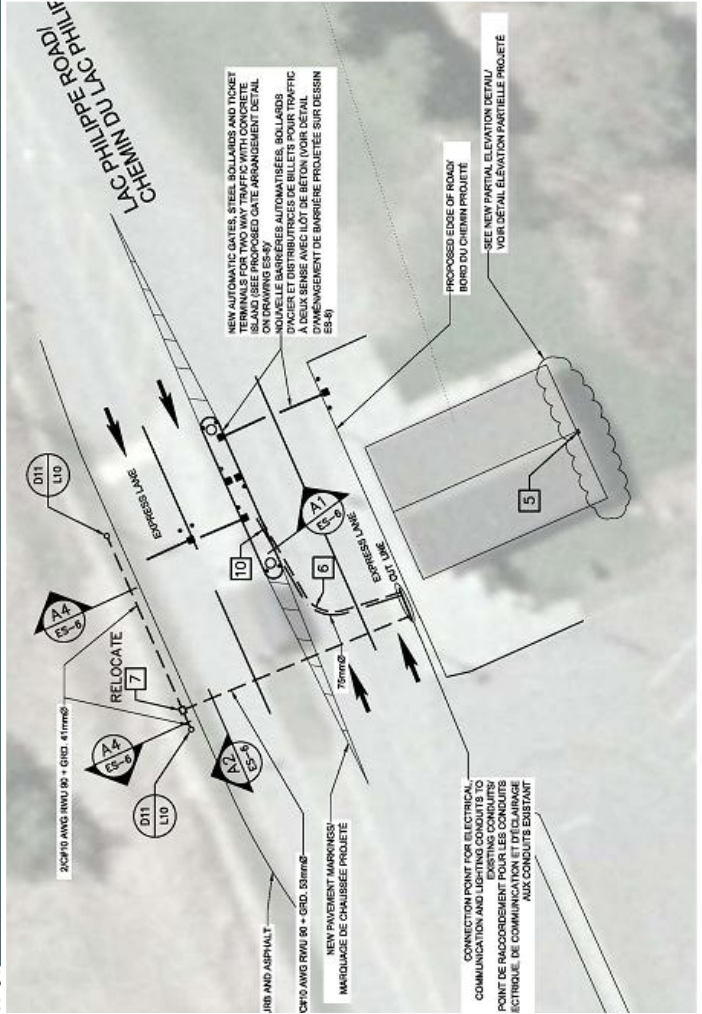 LAC PHILIPPE ROAD/
CHEMIN DU LAC PHILIP
NEW AUTOMATIC GATES, STEEL BOLLARDS AND TICKET
TERMINALS FOR TWO WAY TRAFFIC WITH CONCRETE
ISLAND (SEE PROPOSED GATE ARRANGEMENT DETAIL
ON DRAWING ES-8)/
NOUVELLE BARRIÈRES AUTOMATISÉES, BOLLARDS
D'ACIER ET DISTRIBUTRICES DE BILLETS POUR TRAFFIC
À DEUX SENSE AVEC ILÔT DE BÉTON (VOIR DÉTAIL
D'AMÉNAGEMENT DE BARRIÈRE PROJETÉE SUR DESSIN
ES-8)
PROPOSED EDGE OF ROAD/
BORD DU CHEMIN PROJETÉ
SEE NEW PARTIAL ELEVATION DETAIL/
VOIR DÉTAIL ÉLÉVATION PARTIELLE PROJETÉ
D11
L10
EXPRESS LANE
A4
ES-6
RELOCATE
7
10
A1
ES-6
6
EXPRESS LANE
CUT LINE
75mmØ
5
2/C#10 AWG RWU 90 + GRD. 41mmØ
A4
ES-6
D11
L10
A2
ES-6
URB AND ASPHALT
/C#10 AWG RWU 90 + GRD. 53mmØ
NEW PAVEMENT MARKINGS/
MARQUAGE DE CHAUSSÉE PROJETÉ
CONNECTION POINT FOR ELECTRICAL,
COMMUNICATION AND LIGHTING CONDUITS TO
EXISTING CONDUITS/
POINT DE RACCORDEMENT POUR LES CONDUITS
ECTRIQUE, DE COMMUNICATION ET D'ÉCLAIRAGE
AUX CONDUITS EXISTANT